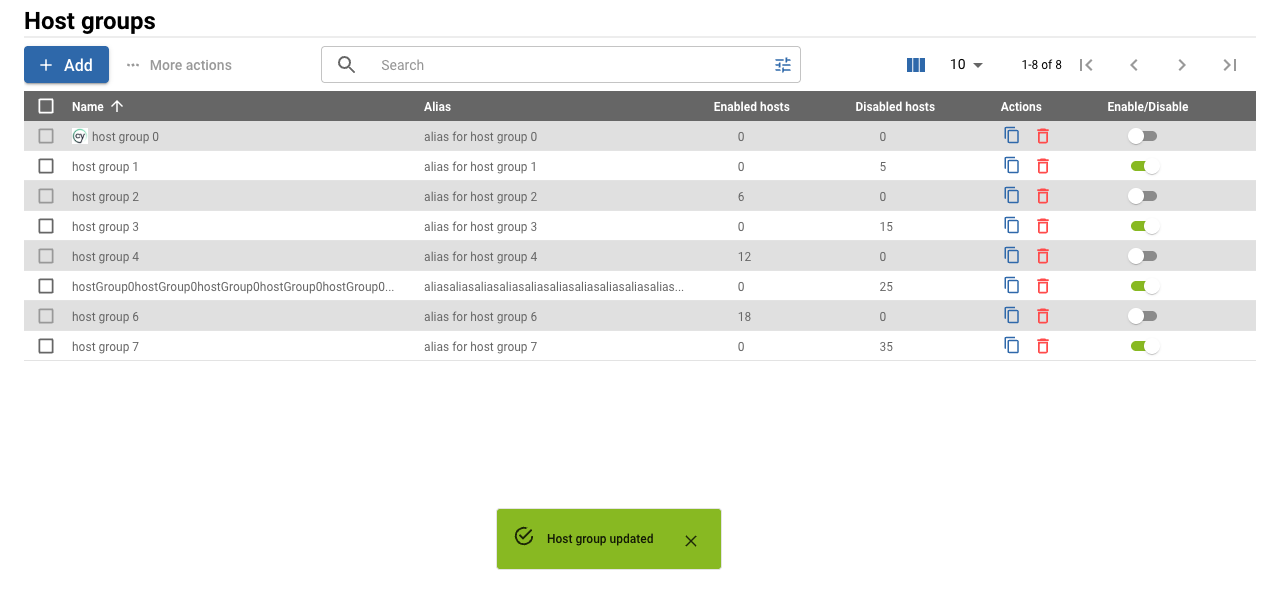 Host groups
Add
More actions
Search
10
1-8 of 8
Name Alias Enabled hosts Disabled hosts Actions Enable/Disable
cy host group 0 alias for host group 0 0 0
host group 1 alias for host group 1 0 5
host group 2 alias for host group 2 6 0
host group 3 alias for host group 3 0 15
host group 4 alias for host group 4 12 0
hostGroup0hostGroup0hostGroup0hostGroup0hostGroup0... aliasaliasaliasaliasaliasaliasaliasaliasaliasaliasalias... 0 25
host group 6 alias for host group 6 18 0
host group 7 alias for host group 7 0 35
Host group updated